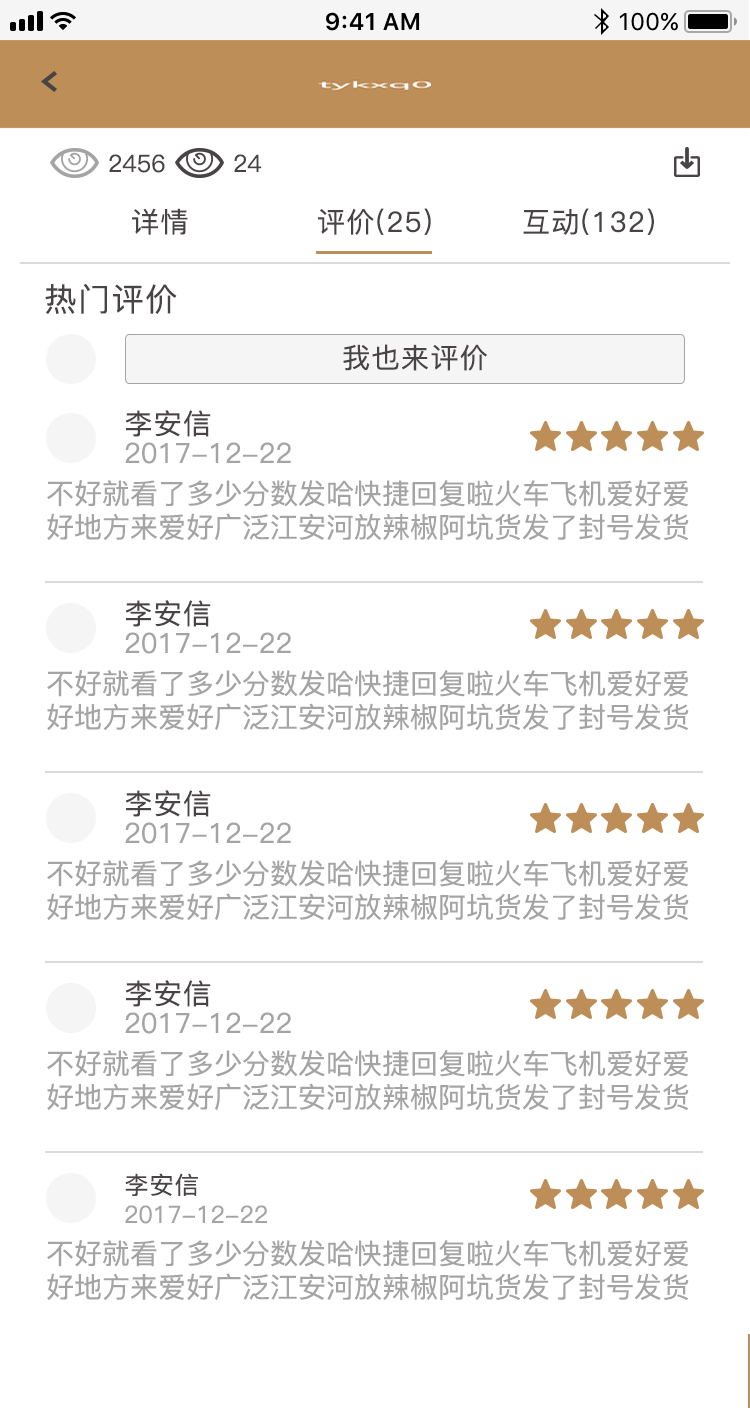 9:41 AM 100%
tykxq0
2456 24
详情 评价(25) 互动(132)
热门评价
我也来评价
李安信
2017-12-22
不好就看了多少分数发哈快捷回复啦火车飞机爱好爱
好地方来爱好广泛江安河放辣椒阿坑货发了封号发货
李安信
2017-12-22
不好就看了多少分数发哈快捷回复啦火车飞机爱好爱
好地方来爱好广泛江安河放辣椒阿坑货发了封号发货
李安信
2017-12-22
不好就看了多少分数发哈快捷回复啦火车飞机爱好爱
好地方来爱好广泛江安河放辣椒阿坑货发了封号发货
李安信
2017-12-22
不好就看了多少分数发哈快捷回复啦火车飞机爱好爱
好地方来爱好广泛江安河放辣椒阿坑货发了封号发货
李安信
2017-12-22
不好就看了多少分数发哈快捷回复啦火车飞机爱好爱
好地方来爱好广泛江安河放辣椒阿坑货发了封号发货